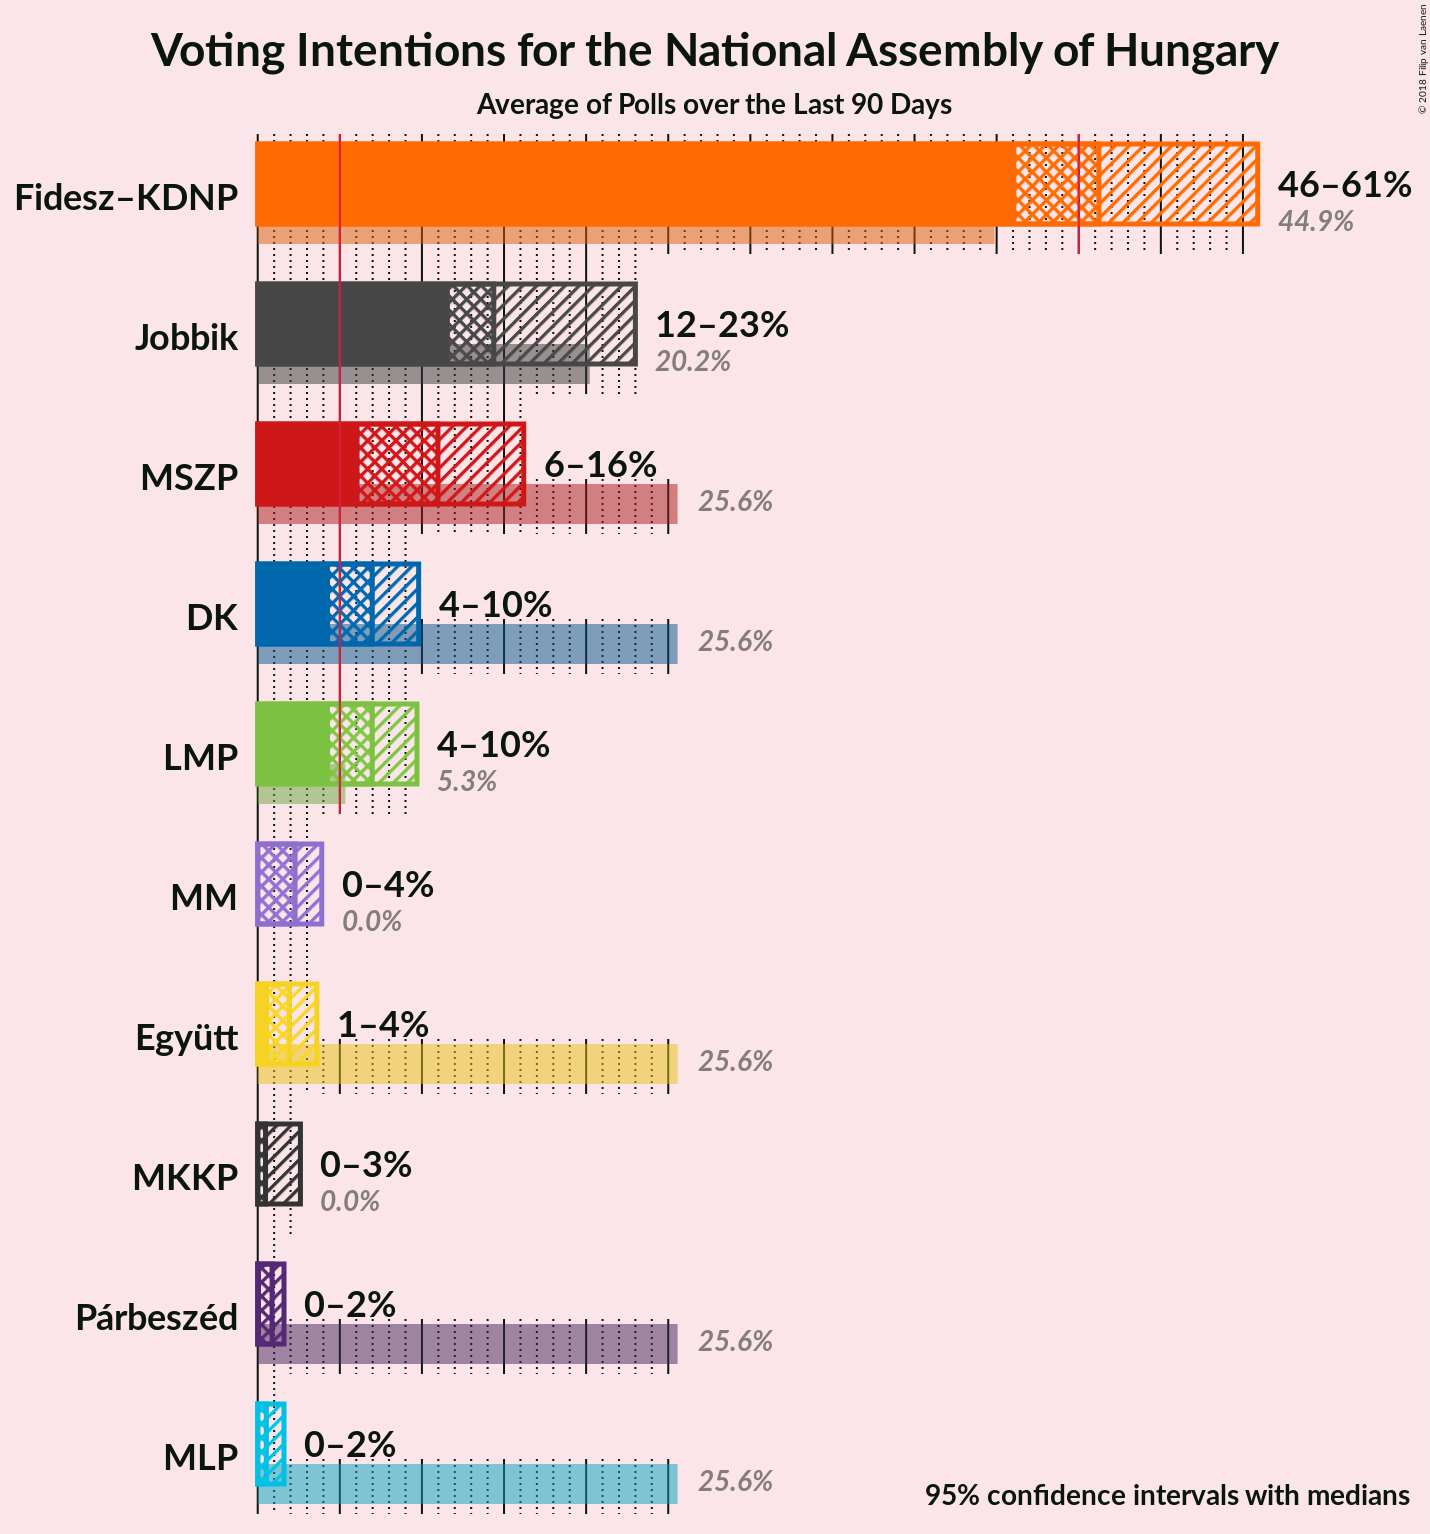 © 2018 Filip van Laenen
Voting Intentions for the National Assembly of Hungary
Average of Polls over the Last 90 Days
Fidesz–KDNP
46–61%
44.9%
Jobbik
12–23%
20.2%
MSZP
6–16%
25.6%
DK
4–10%
25.6%
LMP
4–10%
5.3%
MM
0–4%
0.0%
Együtt
1–4%
25.6%
MKKP
0–3%
0.0%
Párbeszéd
0–2%
25.6%
MLP
0–2%
25.6%
95% confidence intervals with medians